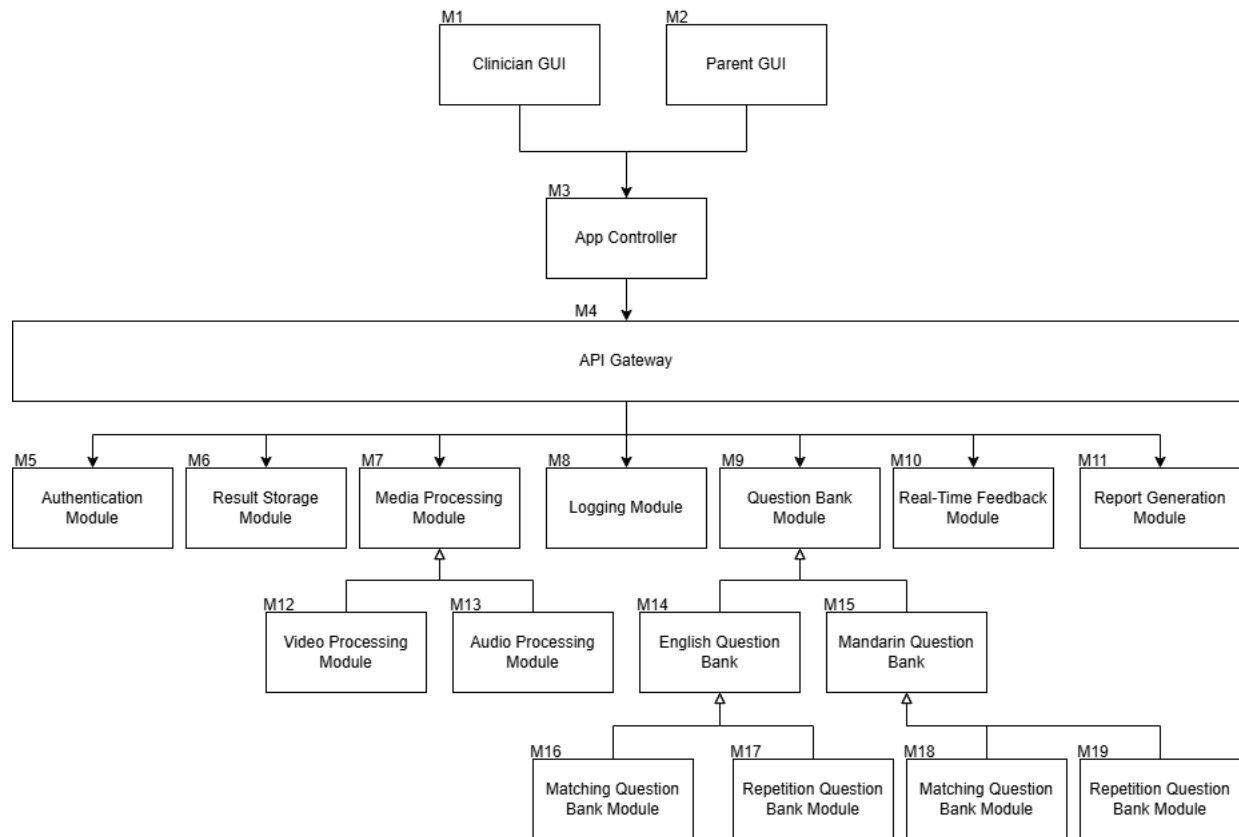 M1
Clinician GUI
M2
Parent GUI
M3
App Controller
M4
API Gateway
M5
Authentication
Module
M6
Result Storage
Module
M7
Media Processing
Module
M8
Logging Module
M9
Question Bank
Module
M10
Real-Time Feedback
Module
M11
Report Generation
Module
M12
Video Processing
Module
M13
Audio Processing
Module
M14
English Question
Bank
M15
Mandarin Question
Bank
M16
Matching Question
Bank Module
M17
Repetition Question
Bank Module
M18
Matching Question
Bank Module
M19
Repetition Question
Bank Module